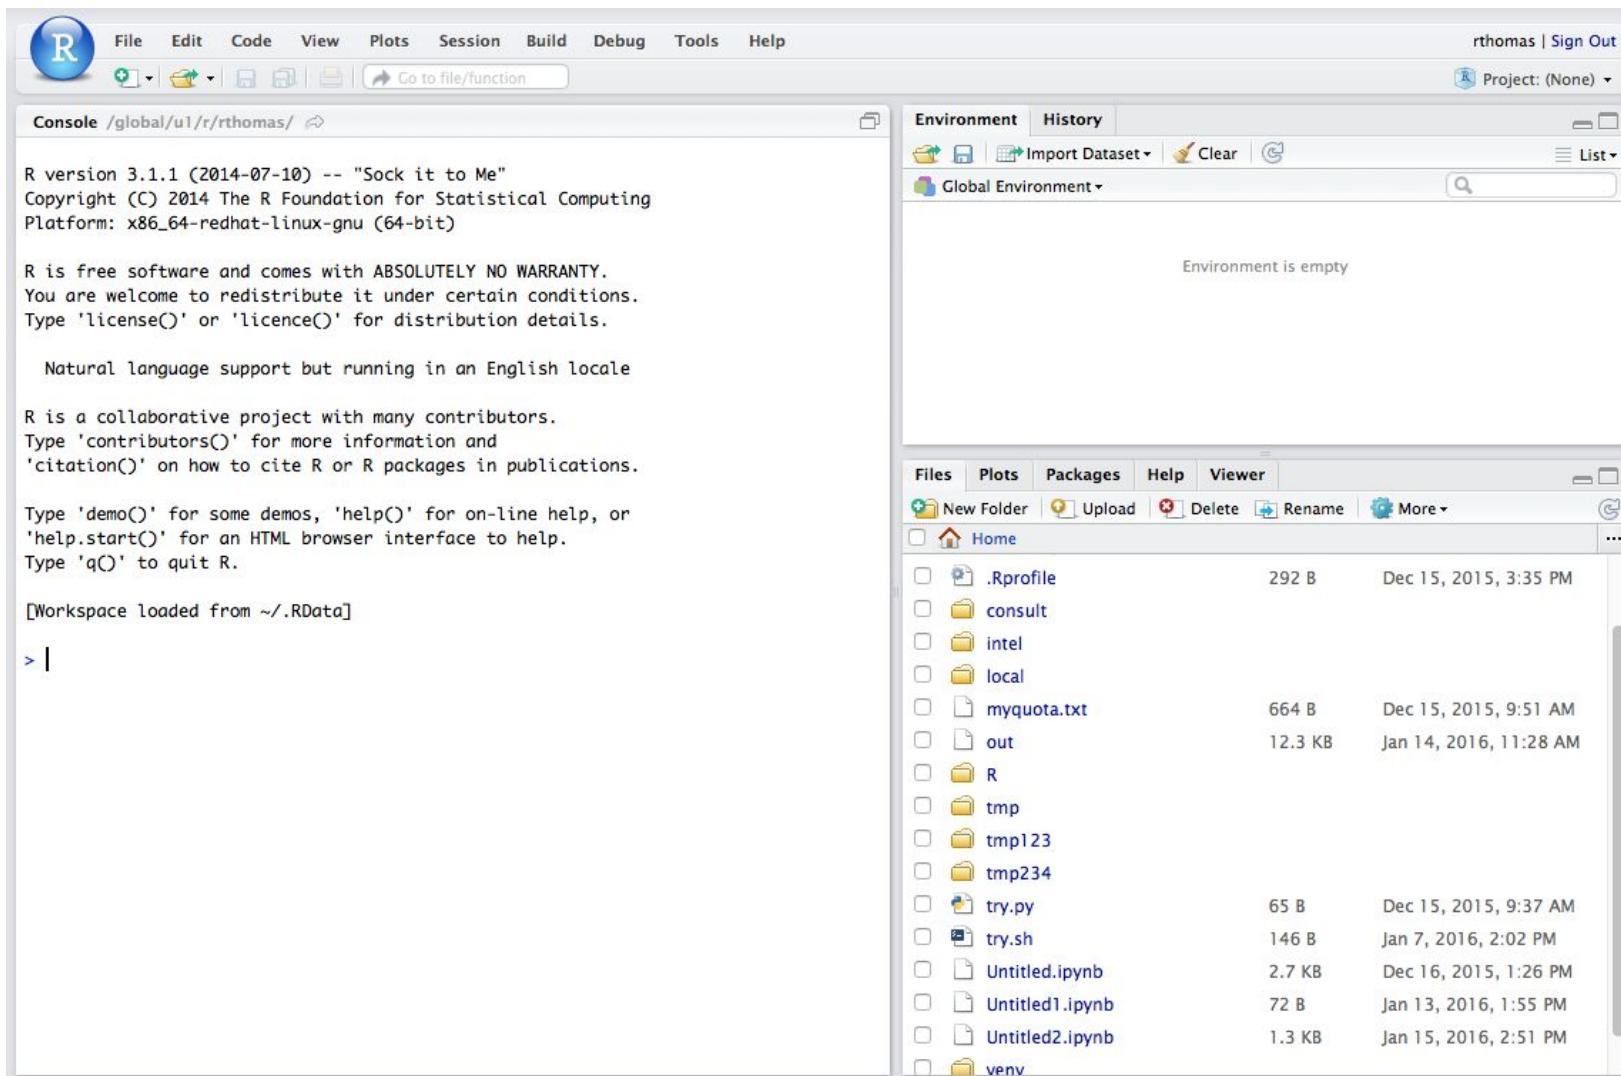 R
File Edit Code View Plots Session Build Debug Tools Help
rthomas | Sign Out
Go to file/function
R Project: (None)
Console /global/u1/r/rthomas/
R version 3.1.1 (2014-07-10) -- "Sock it to Me"
Copyright (C) 2014 The R Foundation for Statistical Computing
Platform: x86_64-redhat-linux-gnu (64-bit)
R is free software and comes with ABSOLUTELY NO WARRANTY.
You are welcome to redistribute it under certain conditions.
Type 'license()' or 'licence()' for distribution details.
Natural language support but running in an English locale
R is a collaborative project with many contributors.
Type 'contributors()' for more information and
'citation()' on how to cite R or R packages in publications.
Type 'demo()' for some demos, 'help()' for on-line help, or
'help.start()' for an HTML browser interface to help.
Type 'q()' to quit R.
[Workspace loaded from ~/.RData]
>
Environment History
Import Dataset Clear List
Global Environment
Environment is empty
Files Plots Packages Help Viewer
New Folder Upload Delete Rename More
Home ...
.Rprofile 292 B Dec 15, 2015, 3:35 PM
consult
intel
local
myquota.txt 664 B Dec 15, 2015, 9:51 AM
out 12.3 KB Jan 14, 2016, 11:28 AM
R
tmp
tmp123
tmp234
try.py 65 B Dec 15, 2015, 9:37 AM
try.sh 146 B Jan 7, 2016, 2:02 PM
Untitled.ipynb 2.7 KB Dec 16, 2015, 1:26 PM
Untitled1.ipynb 72 B Jan 13, 2016, 1:55 PM
Untitled2.ipynb 1.3 KB Jan 15, 2016, 2:51 PM
venv